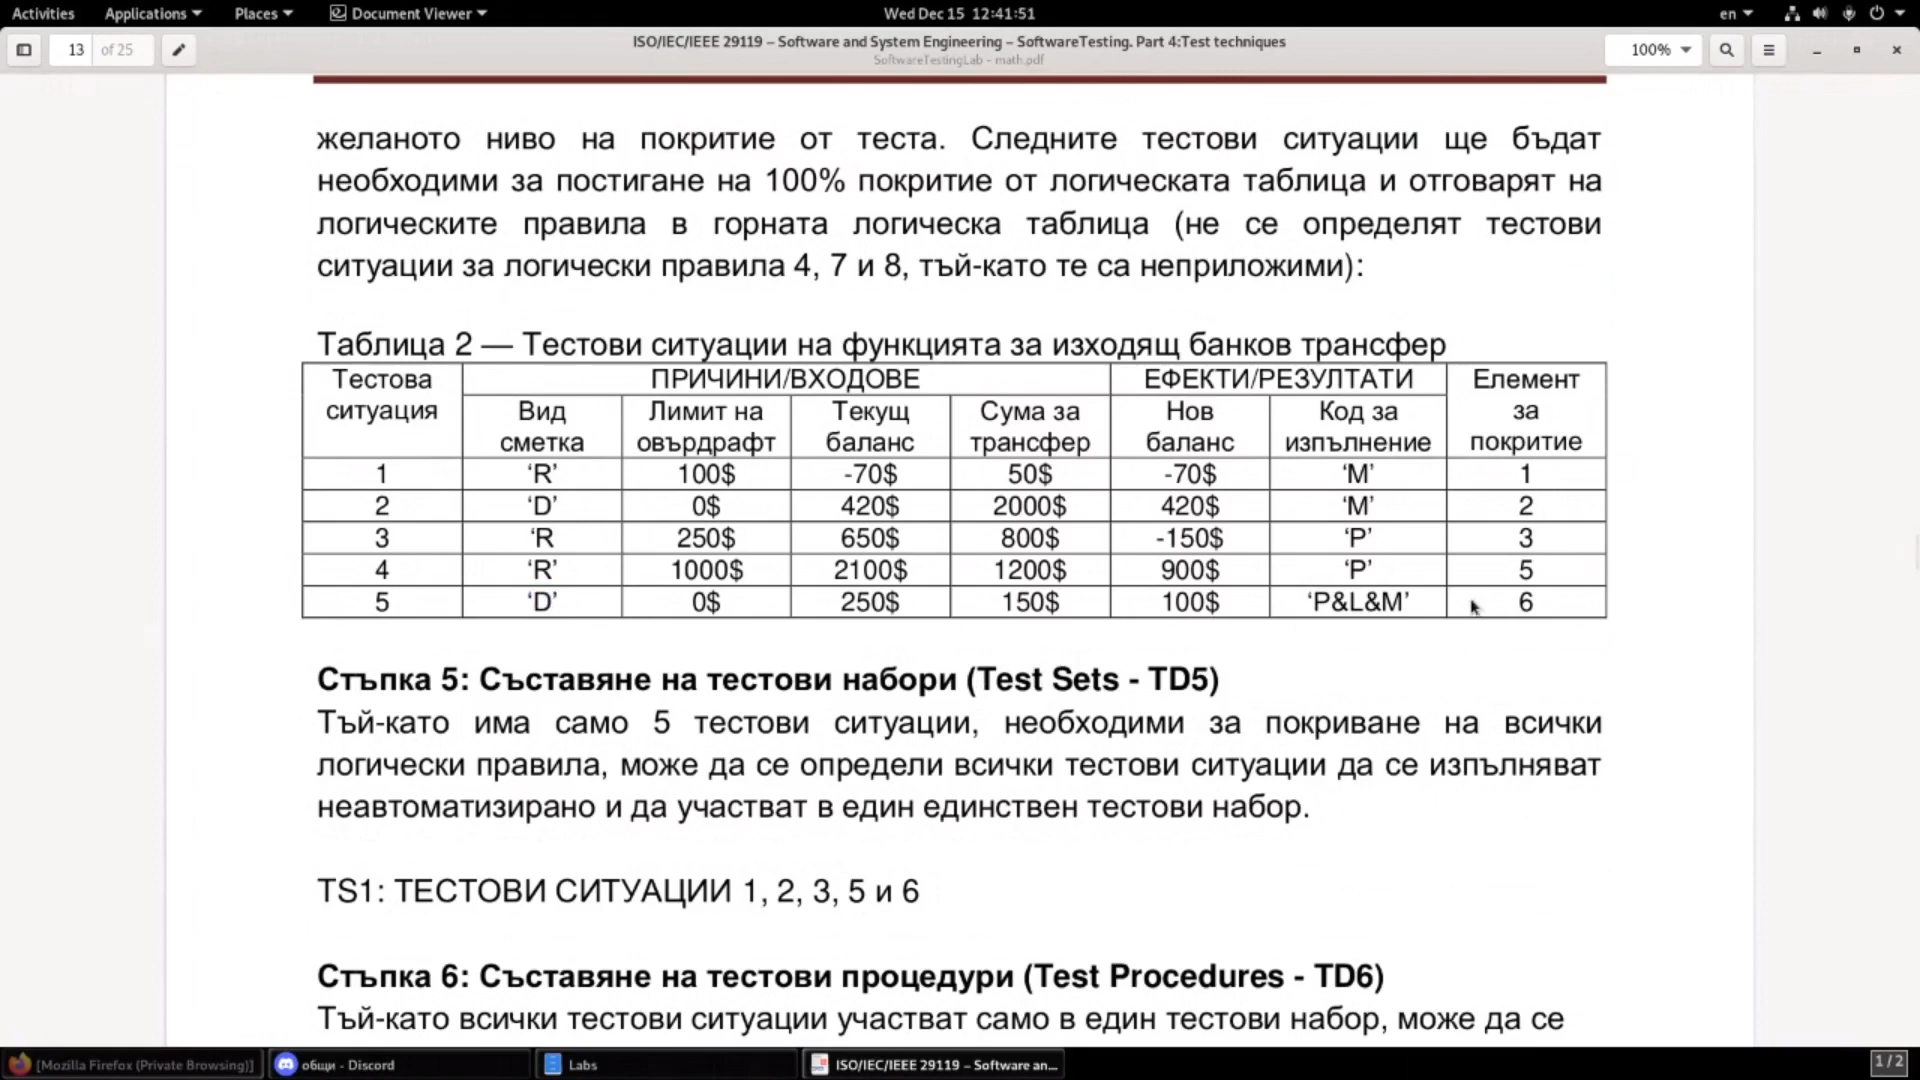 Activities Applications Places Document Viewer Wed Dec 15 12:41:51 en
13 of 25 ISO/IEC/IEEE 29119 – Software and System Engineering – SoftwareTesting. Part 4:Test techniques 100%
SoftwareTestingLab - math.pdf
желаното ниво на покритие от теста. Следните тестови ситуации ще бъдат
необходими за постигане на 100% покритие от логическата таблица и отговарят на
логическите правила в горната логическа таблица (не се определят тестови
ситуации за логически правила 4, 7 и 8, тъй-като те са неприложими):
Таблица 2 — Тестови ситуации на функцията за изходящ банков трансфер
Тестова ПРИЧИНИ/ВХОДОВЕ ЕФЕКТИ/РЕЗУЛТАТИ Елемент
ситуация Вид Лимит на Текущ Сума за Нов Код за за
сметка овърдрафт баланс трансфер баланс изпълнение покритие
1 ‘R’ 100$ -70$ 50$ -70$ ‘M’ 1
2 ‘D’ 0$ 420$ 2000$ 420$ ‘M’ 2
3 ‘R 250$ 650$ 800$ -150$ ‘P’ 3
4 ‘R’ 1000$ 2100$ 1200$ 900$ ‘P’ 5
5 ‘D’ 0$ 250$ 150$ 100$ ‘P&L&M’ 6
Стъпка 5: Съставяне на тестови набори (Test Sets - TD5)
Тъй-като има само 5 тестови ситуации, необходими за покриване на всички
логически правила, може да се определи всички тестови ситуации да се изпълняват
неавтоматизирано и да участват в един единствен тестови набор.
TS1: ТЕСТОВИ СИТУАЦИИ 1, 2, 3, 5 и 6
Стъпка 6: Съставяне на тестови процедури (Test Procedures - TD6)
Тъй-като всички тестови ситуации участват само в един тестови набор, може да се
[Mozilla Firefox (Private Browsing)] общи - Discord Labs ISO/IEC/IEEE 29119 – Software an... 1 / 2